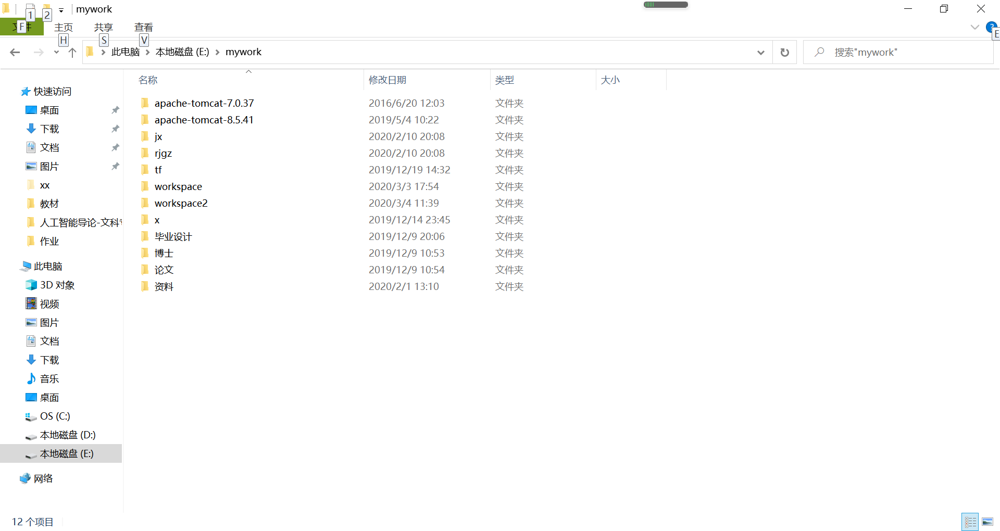 1 2 mywork
F 主页 共享 查看
H S V E
此电脑 本地磁盘 (E:) mywork 搜索"mywork"
名称 修改日期 类型 大小
快速访问
桌面
下载
文档
图片
xx
教材
人工智能导论-文科
作业
此电脑
3D 对象
视频
图片
文档
下载
音乐
桌面
OS (C:)
本地磁盘 (D:)
本地磁盘 (E:)
网络
apache-tomcat-7.0.37 2016/6/20 12:03 文件夹
apache-tomcat-8.5.41 2019/5/4 10:22 文件夹
jx 2020/2/10 20:08 文件夹
rjgz 2020/2/10 20:08 文件夹
tf 2019/12/19 14:32 文件夹
workspace 2020/3/3 17:54 文件夹
workspace2 2020/3/4 11:39 文件夹
x 2019/12/14 23:45 文件夹
毕业设计 2019/12/9 20:06 文件夹
博士 2019/12/9 10:53 文件夹
论文 2019/12/9 10:54 文件夹
资料 2020/2/1 13:10 文件夹
12 个项目